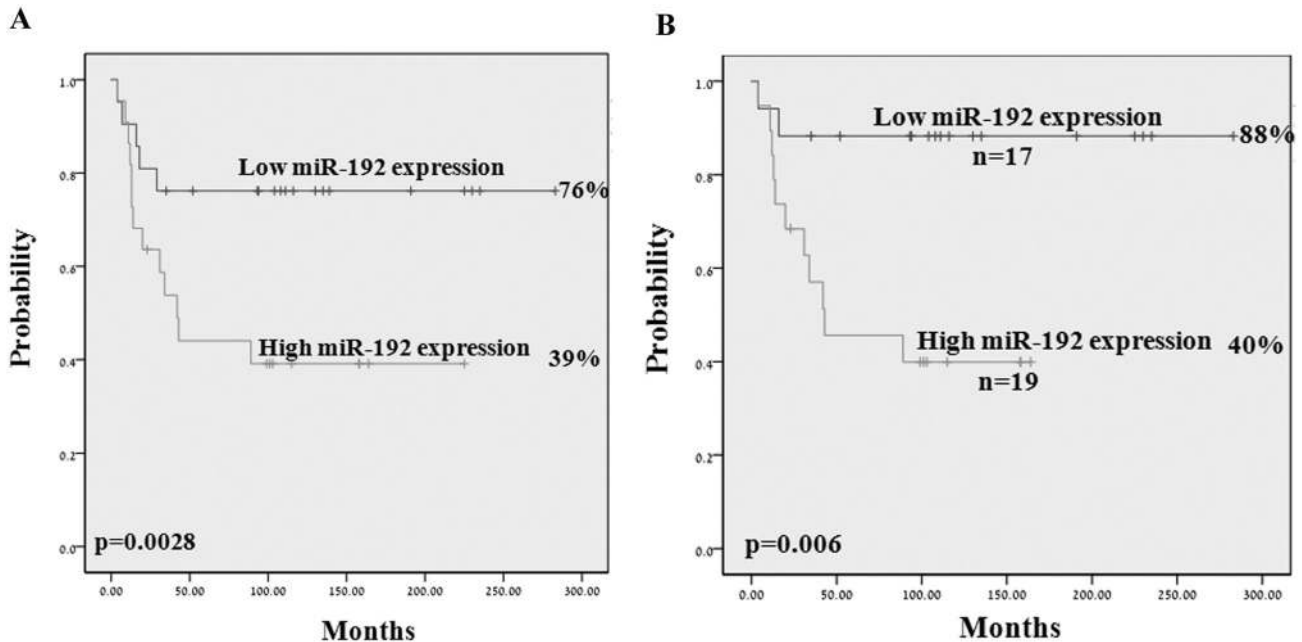 A
Probability
1.0
0.8
0.6
0.4
0.2
0.0
Low miR-192 expression
76%
High miR-192 expression
39%
p=0.0028
0.00 50.00 100.00 150.00 200.00 250.00 300.00
Months
B
Probability
1.0
0.8
0.6
0.4
0.2
0.0
Low miR-192 expression
88%
n=17
High miR-192 expression
40%
n=19
p=0.006
0.00 50.00 100.00 150.00 200.00 250.00 300.00
Months